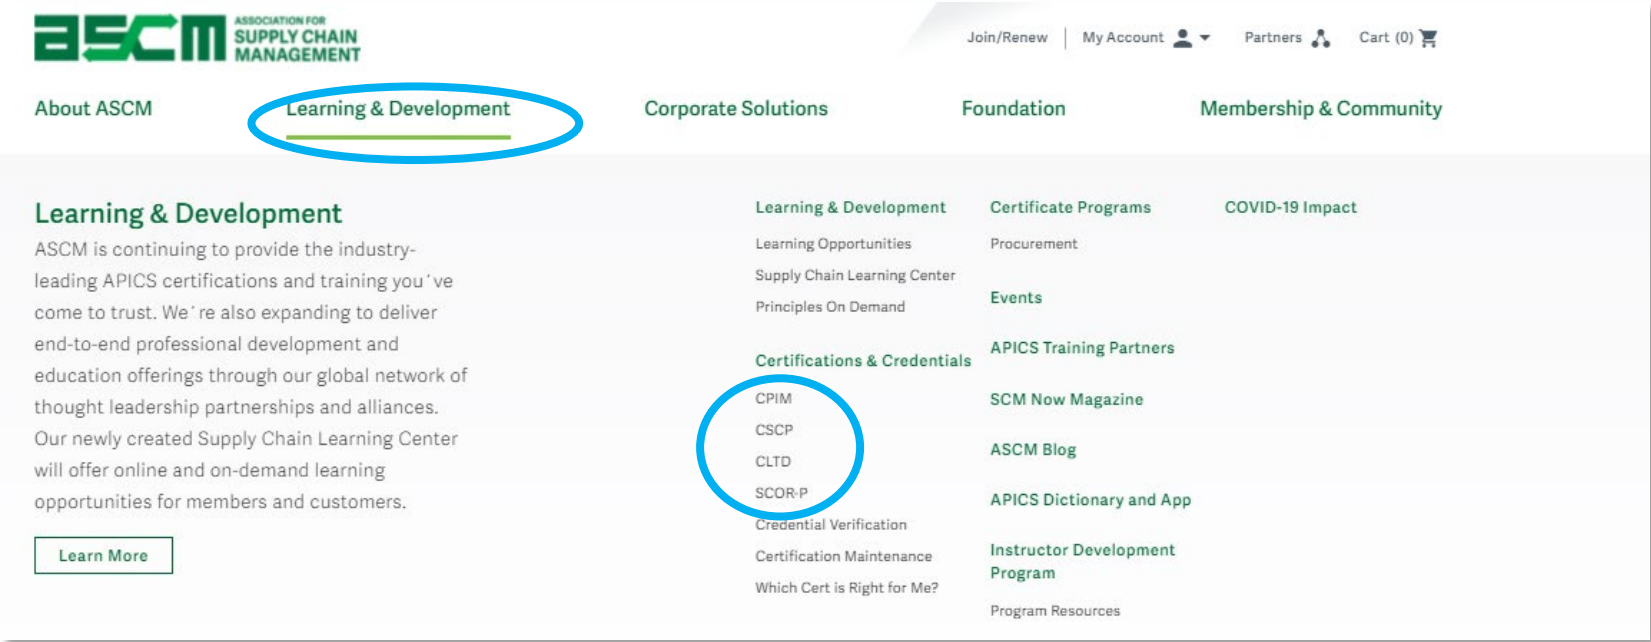 ascm
ASSOCIATION FOR
SUPPLY CHAIN
MANAGEMENT
Join/Renew
My Account
Partners
Cart (0)
About ASCM
Learning & Development
Corporate Solutions
Foundation
Membership & Community
Learning & Development
ASCM is continuing to provide the industry-
leading APICS certifications and training you´ve
come to trust. We´re also expanding to deliver
end-to-end professional development and
education offerings through our global network of
thought leadership partnerships and alliances.
Our newly created Supply Chain Learning Center
will offer online and on-demand learning
opportunities for members and customers.
Learn More
Learning & Development
Learning Opportunities
Supply Chain Learning Center
Principles On Demand
Certifications & Credentials
CPIM
CSCP
CLTD
SCOR-P
Credential Verification
Certification Maintenance
Which Cert is Right for Me?
Certificate Programs
Procurement
Events
APICS Training Partners
SCM Now Magazine
ASCM Blog
APICS Dictionary and App
Instructor Development
Program
Program Resources
COVID-19 Impact